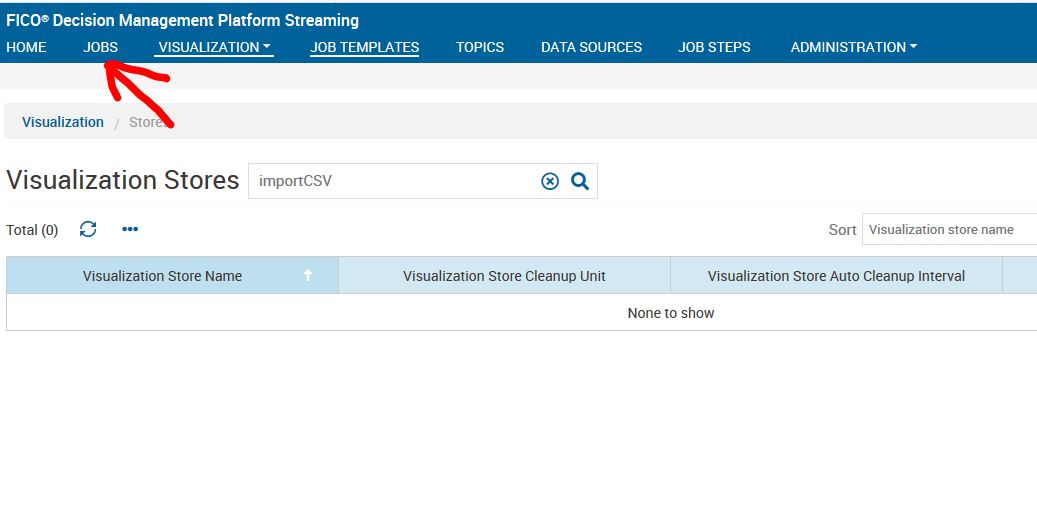 FICO® Decision Management Platform Streaming
HOME JOBS VISUALIZATION JOB TEMPLATES TOPICS DATA SOURCES JOB STEPS ADMINISTRATION
Visualization / Stores
Visualization Stores importCSV
Total (0) Sort Visualization store name
Visualization Store Name Visualization Store Cleanup Unit Visualization Store Auto Cleanup Interval
None to show